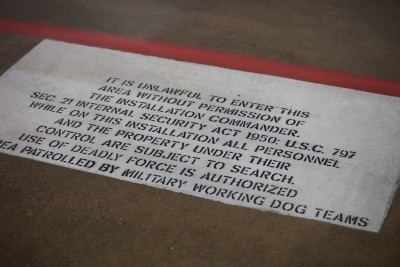 IT IS UNLAWFUL TO ENTER THIS
AREA WITHOUT PERMISSION OF
THE INSTALLATION COMMANDER.
SEC. 21 INTERNAL SECURITY ACT 1950; U.S.C. 797
WHILE ON THIS INSTALLATION ALL PERSONNEL
AND THE PROPERTY UNDER THEIR
CONTROL ARE SUBJECT TO SEARCH.
USE OF DEADLY FORCE IS AUTHORIZED
EA PATROLLED BY MILITARY WORKING DOG TEAMS